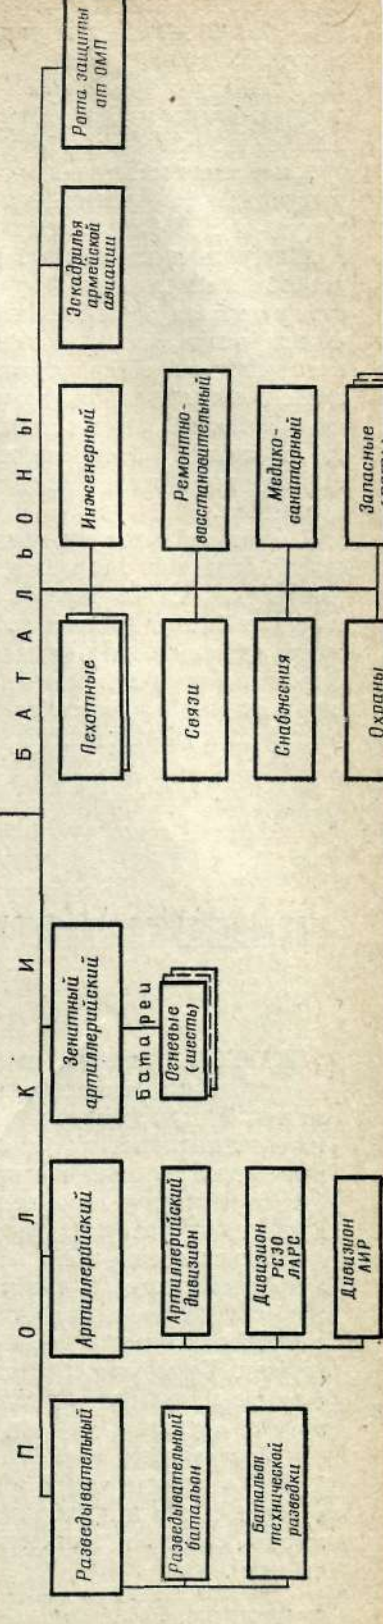 П О Л К И
Разведывательный
Разведывательный
батальон
Батальон
технической
разведки
Артиллерийский
Артиллерийский
дивизион
Дивизион
РСЗО
ЛАРС
Дивизион
АИР
Зенитный
артиллерийский
Батареи
Огневые
(шесть)
Б А Т А Л Ь О Н Ы
Пехотные
Инженерный
Связи
Ремонтно-
восстановительный
Снабжения
Медико-
санитарный
Охраны
Запасные
Эскадрилья
армейской
авиации
Рота защиты
от ОМП